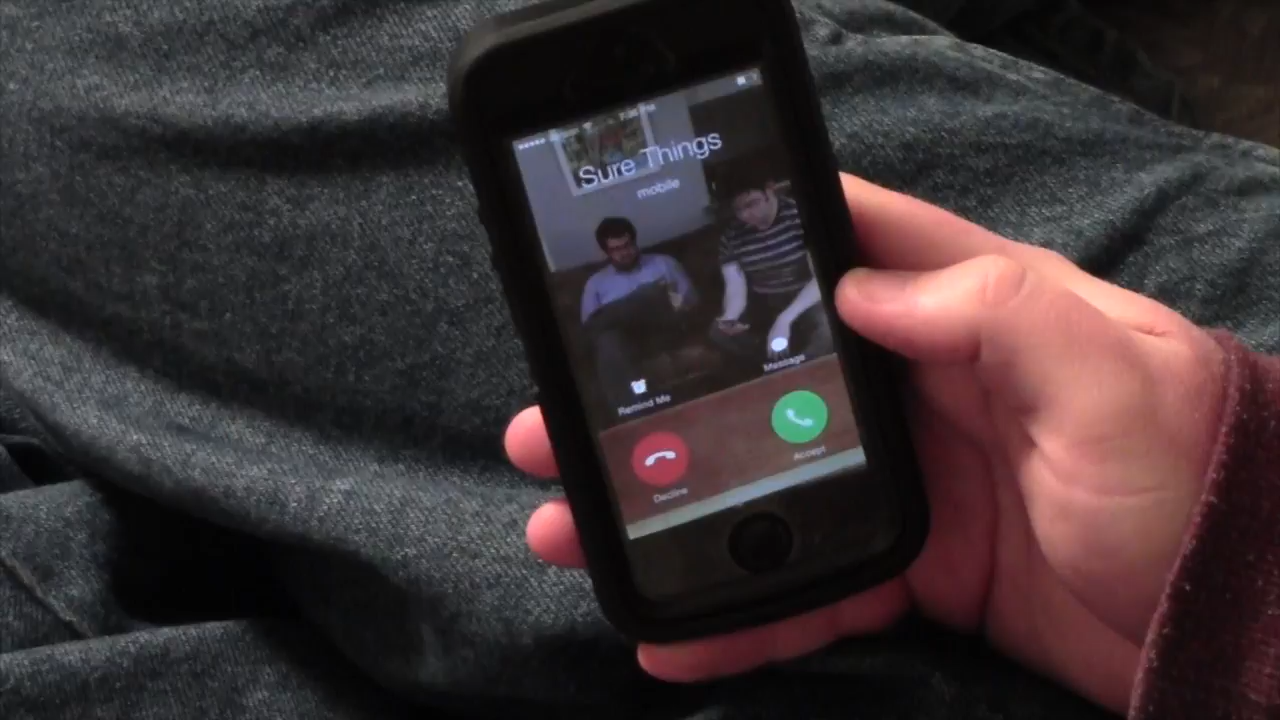 Sure Things
mobile
Remind Me
Message
Decline
Accept